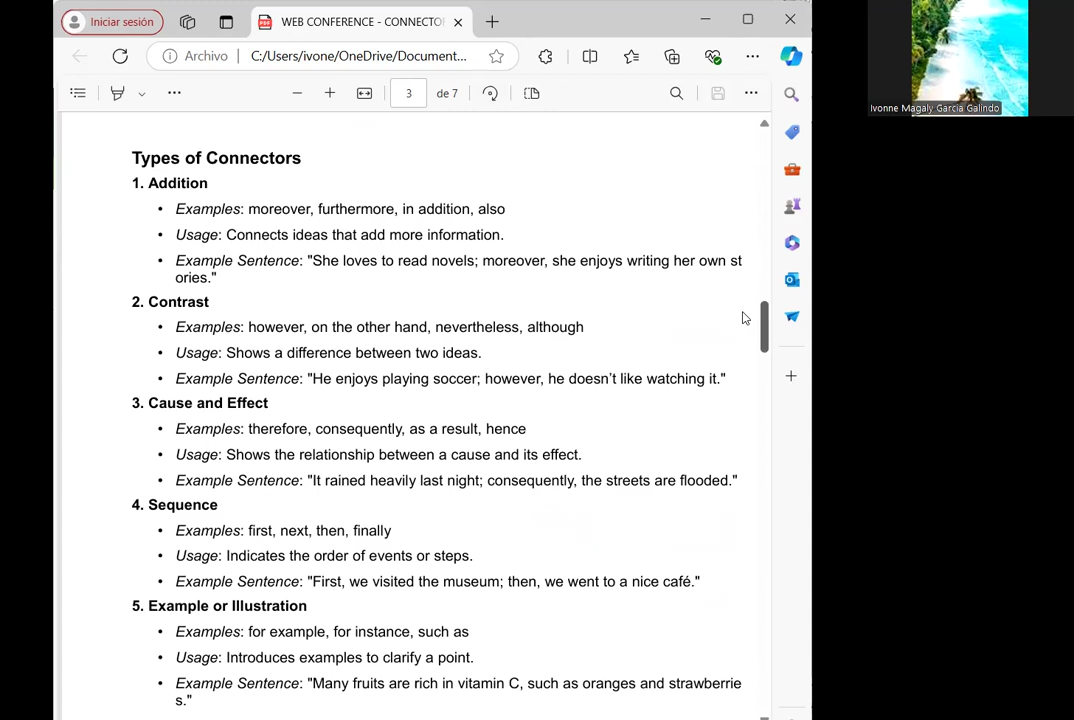 Iniciar sesión
WEB CONFERENCE - CONNECTO
Archivo
C:/Users/ivone/OneDrive/Document...
3
de 7
Ivonne Magaly García Galindo
Types of Connectors
1. Addition
• Examples: moreover, furthermore, in addition, also
• Usage: Connects ideas that add more information.
• Example Sentence: "She loves to read novels; moreover, she enjoys writing her own st
ories."
2. Contrast
• Examples: however, on the other hand, nevertheless, although
• Usage: Shows a difference between two ideas.
• Example Sentence: "He enjoys playing soccer; however, he doesn’t like watching it."
3. Cause and Effect
• Examples: therefore, consequently, as a result, hence
• Usage: Shows the relationship between a cause and its effect.
• Example Sentence: "It rained heavily last night; consequently, the streets are flooded."
4. Sequence
• Examples: first, next, then, finally
• Usage: Indicates the order of events or steps.
• Example Sentence: "First, we visited the museum; then, we went to a nice café."
5. Example or Illustration
• Examples: for example, for instance, such as
• Usage: Introduces examples to clarify a point.
• Example Sentence: "Many fruits are rich in vitamin C, such as oranges and strawberrie
s."